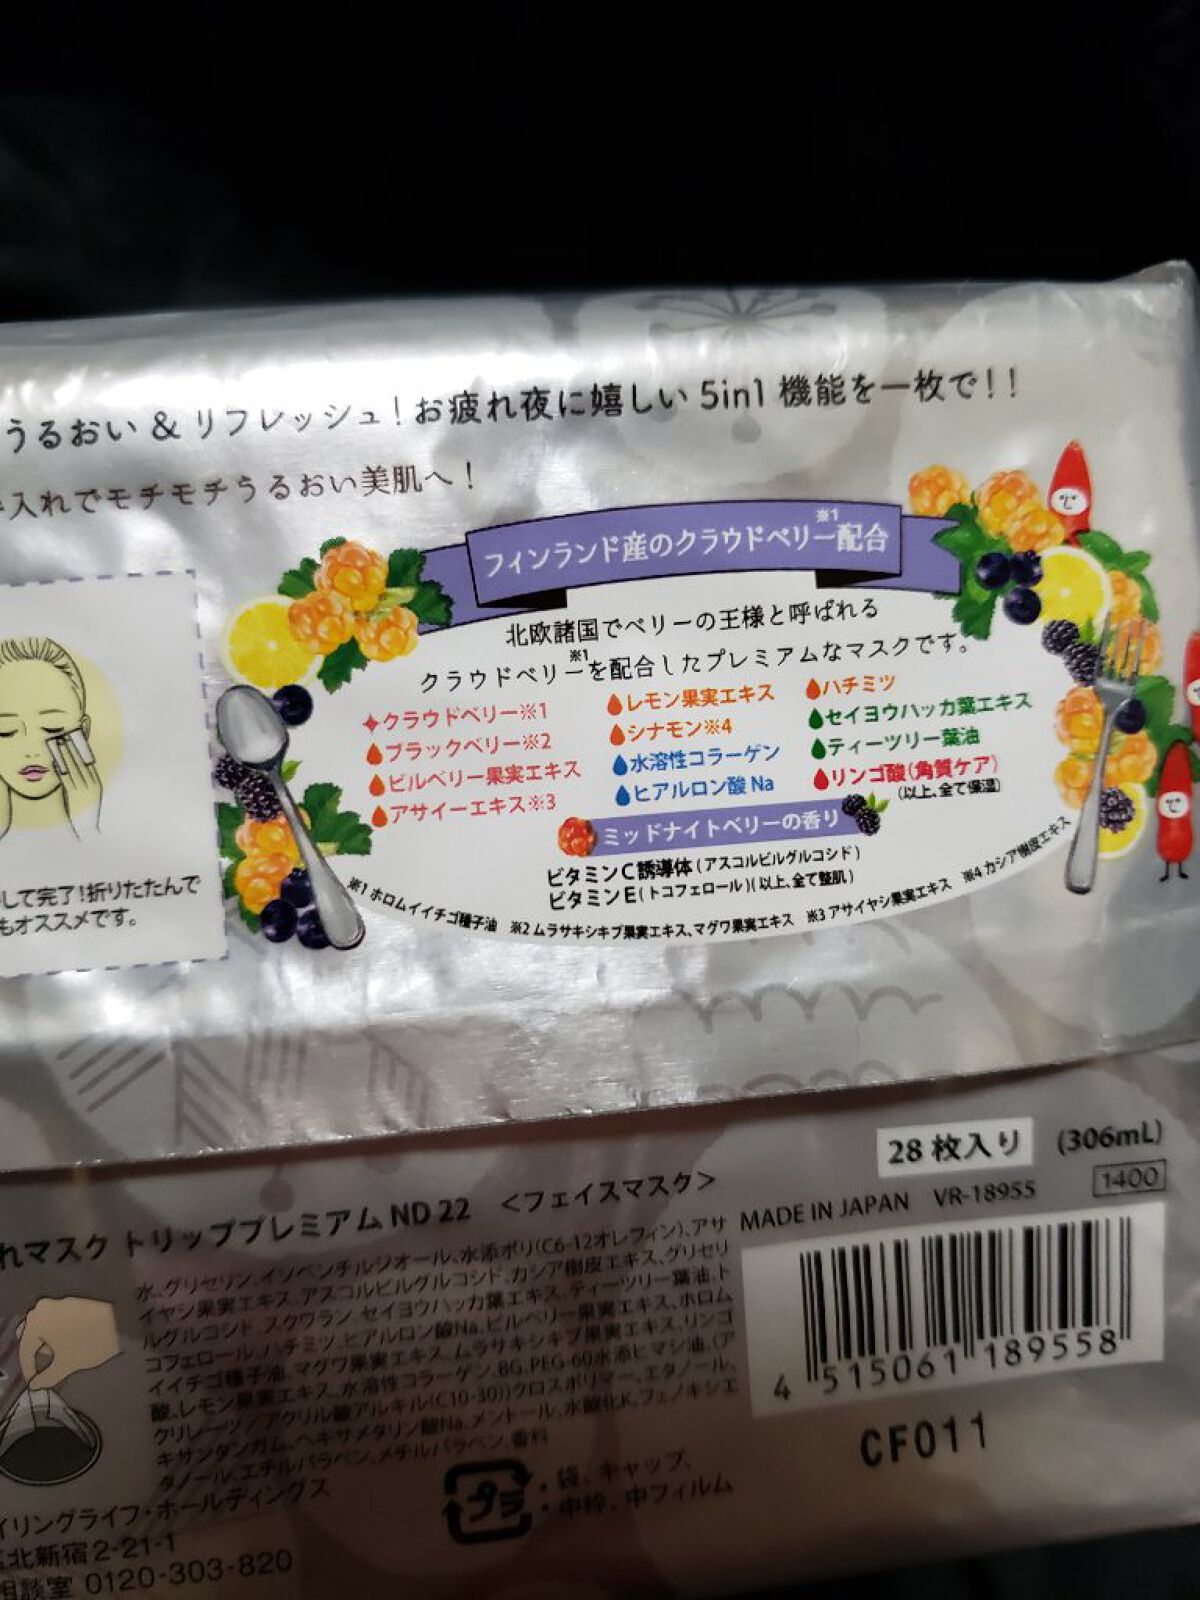 うるおい & リフレッシュ！お疲れ夜に嬉しい 5in1 機能を一枚で！！
入れでモチモチうるおい美肌へ！
フィンランド産のクラウドベリー※1配合
北欧諸国でベリーの王様と呼ばれる
クラウドベリー※1を配合したプレミアムなマスクです。
クラウドベリー※1
ブラックベリー※2
ビルベリー果実エキス
アサイーエキス※3
レモン果実エキス
シナモン※4
水溶性コラーゲン
ヒアルロン酸 Na
ハチミツ
セイヨウハッカ葉エキス
ティーツリー葉油
リンゴ酸（角質ケア）
（以上、全て保湿）
ミッドナイトベリーの香り
ビタミンC誘導体（アスコルビルグルコシド）
ビタミンE（トコフェロール）（以上、全て整肌）
※1 ホロムイイチゴ種子油 ※2 ムラサキシキブ果実エキス、マグワ果実エキス ※3 アサイヤシ果実エキス ※4 カシア樹皮エキス
して完了！折りたたんで
もオススメです。
28 枚入り (306mL)
れマスク トリッププレミアム ND 22 ＜フェイスマスク＞
MADE IN JAPAN VR-18955 1400
水、グリセリン、イソペンチルジオール、水添ポリ(C6-12オレフィン)、アサ
イヤシ果実エキス、アスコルビルグルコシド、カシア樹皮エキス、グリセリ
ルグルコシド、スクワラン、セイヨウハッカ葉エキス、ティーツリー葉油、ト
コフェロール、ハチミツ、ヒアルロン酸Na、ビルベリー果実エキス、ホロム
イイチゴ種子油、マグワ果実エキス、ムラサキシキブ果実エキス、リンゴ
酸、レモン果実エキス、水溶性コラーゲン、BG、PEG-60水添ヒマシ油、(ア
クリレーツ／アクリル酸アルキル(C10-30))クロスポリマー、エタノール、
キサンタンガム、ヘキサメタリン酸Na、メントール、水酸化K、フェノキシエ
タノール、エチルパラベン、メチルパラベン、香料
4 515061 189558
CF011
プラ
：袋、キャップ、
：中枠、中フィルム
イリングライフ・ホールディングス
北新宿2-21-1
相談室 0120-303-820